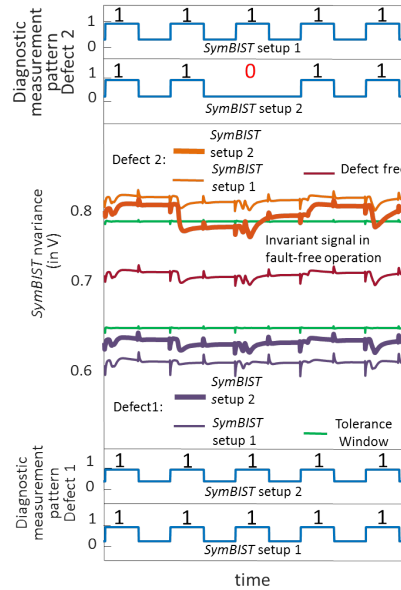 Diagnostic
measurement
pattern
Defect 2
1 1 1 1 1
1
0
SymBIST setup 1
1 1 0 1 1
1
0
SymBIST setup 2
SymBIST nvariance
(in V)
Defect 2:
SymBIST
setup 2
SymBIST
setup 1
Defect free
0.8
Invariant signal in
fault-free operation
0.7
0.6
Defect1:
SymBIST
setup 2
SymBIST
setup 1
Tolerance
Window
Diagnostic
measurement
pattern
Defect 1
1 1 1 1 1
1
0
SymBIST setup 2
1 1 1 1 1
1
0
SymBIST setup 1
time